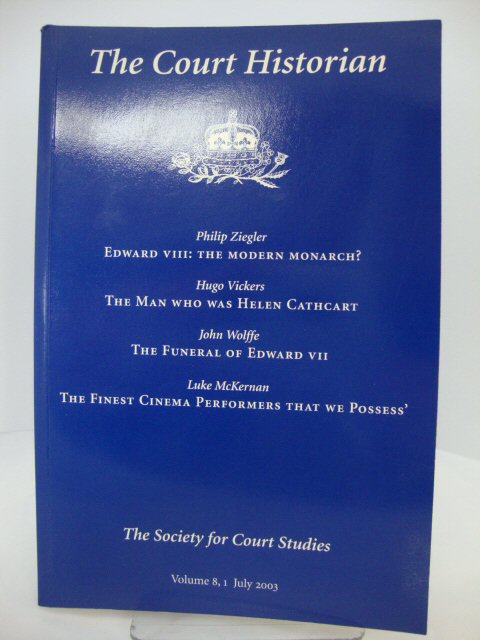 The Court Historian
Philip Ziegler
EDWARD VIII: THE MODERN MONARCH?
Hugo Vickers
THE MAN WHO WAS HELEN CATHCART
John Wolffe
THE FUNERAL OF EDWARD VII
Luke McKernan
THE FINEST CINEMA PERFORMERS THAT WE POSSESS'
The Society for Court Studies
Volume 8, 1 July 2003